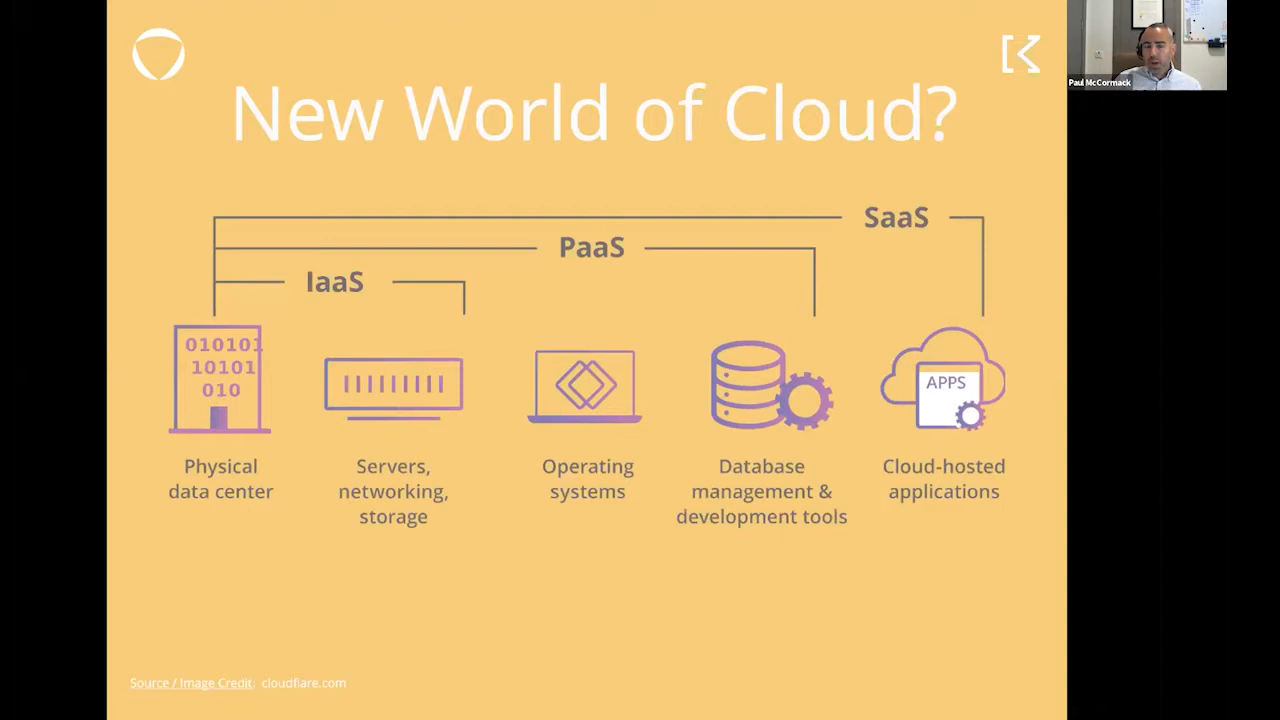 New World of Cloud?
Paul McCormack
SaaS
PaaS
IaaS
010101
10101
010
APPS
Physical
data center
Servers,
networking,
storage
Operating
systems
Database
management &
development tools
Cloud-hosted
applications
Source / Image Credit: cloudflare.com